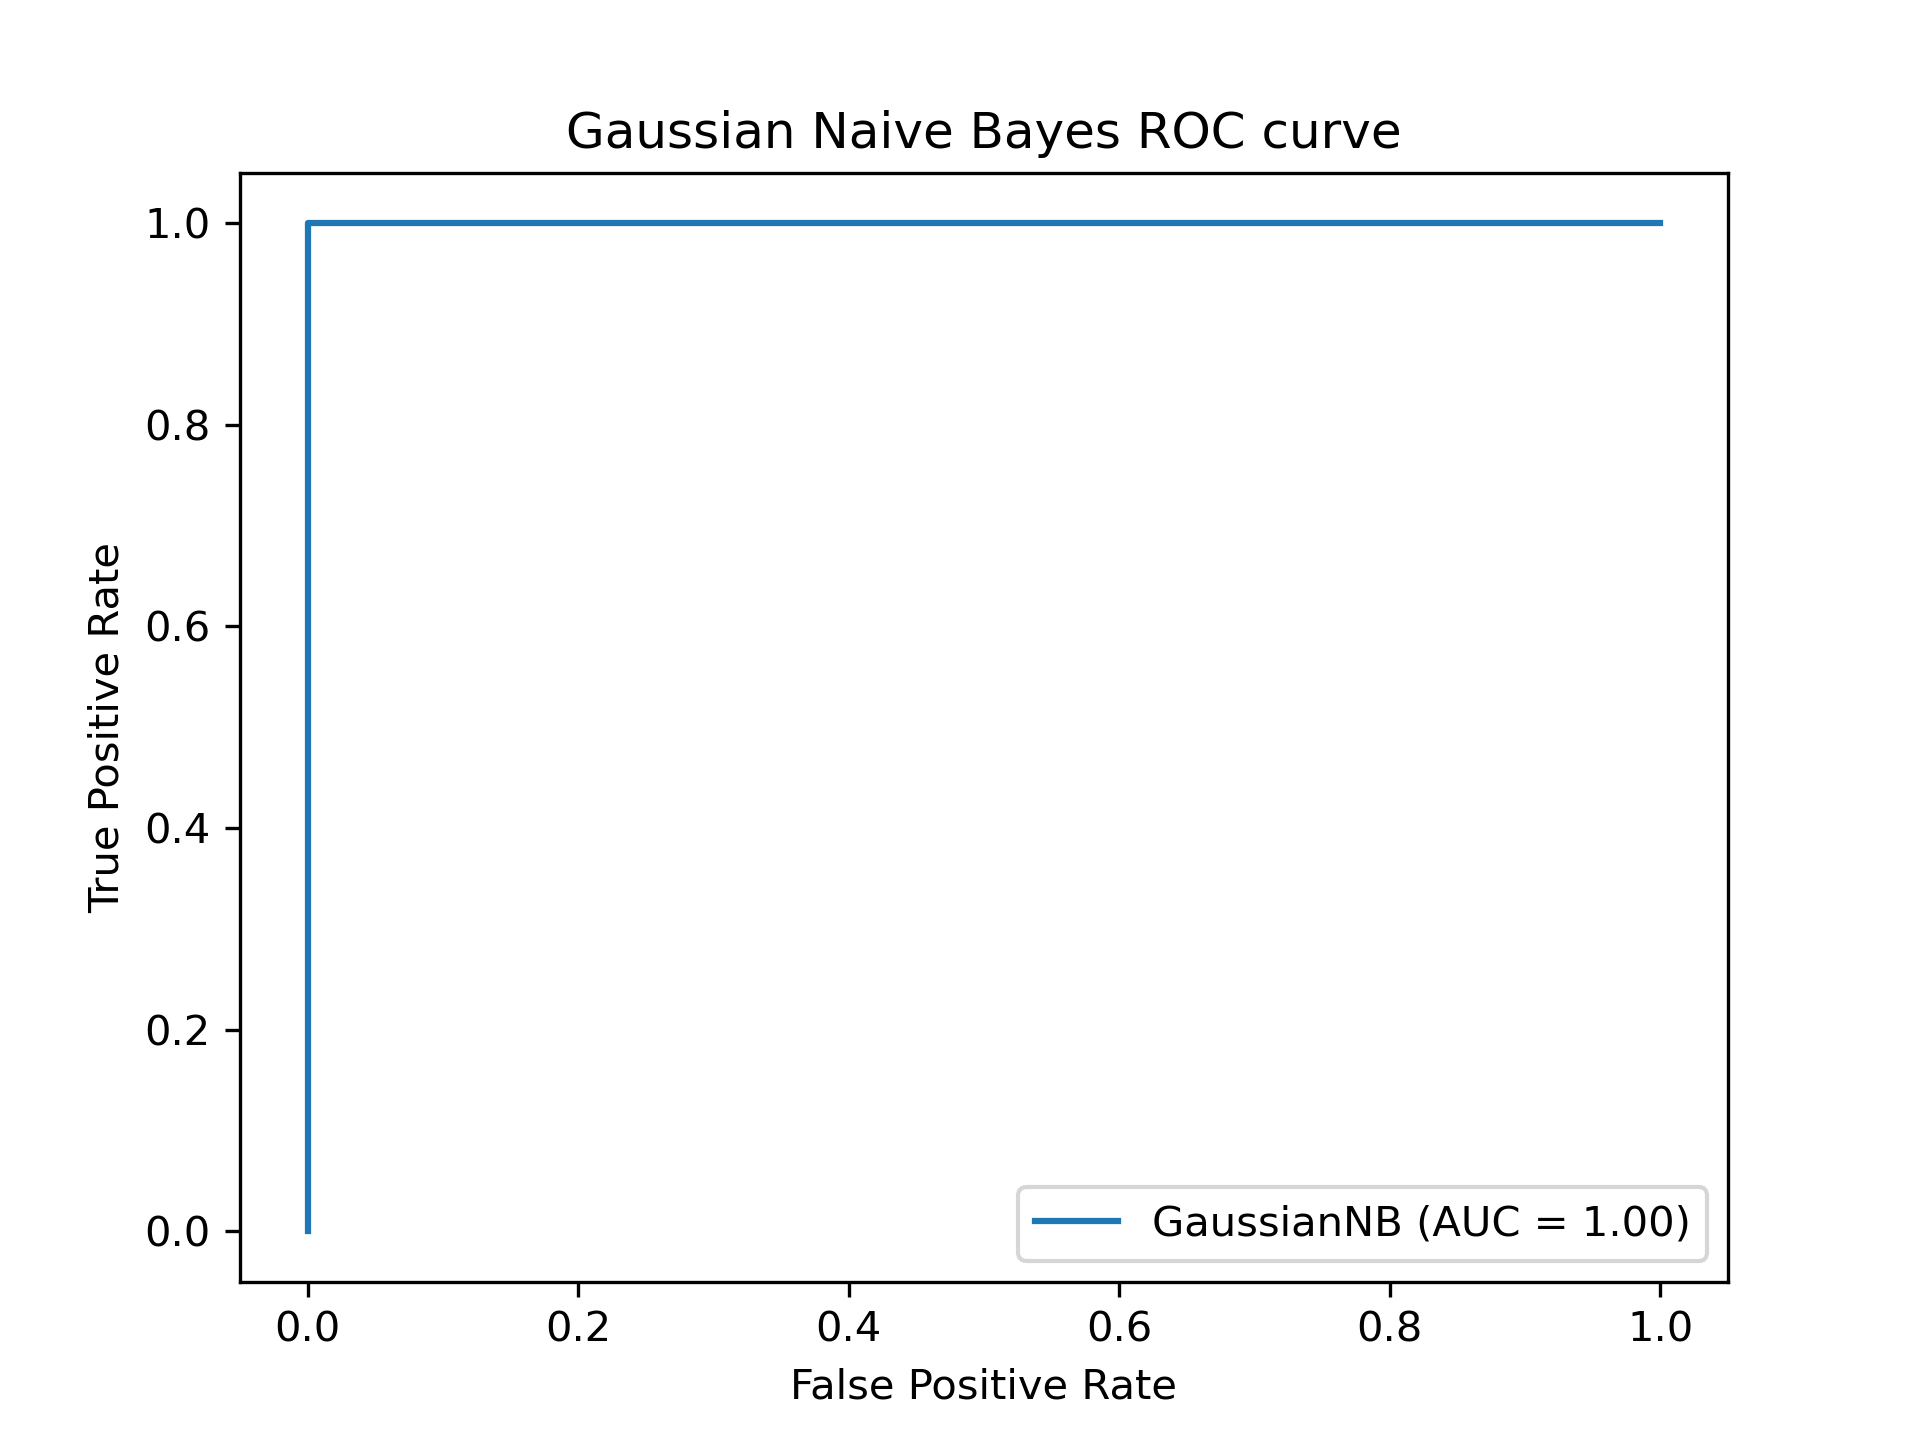 Gaussian Naive Bayes ROC curve
1.0
0.8
0.6
0.4
0.2
0.0
True Positive Rate
GaussianNB (AUC = 1.00)
0.0 0.2 0.4 0.6 0.8 1.0
False Positive Rate